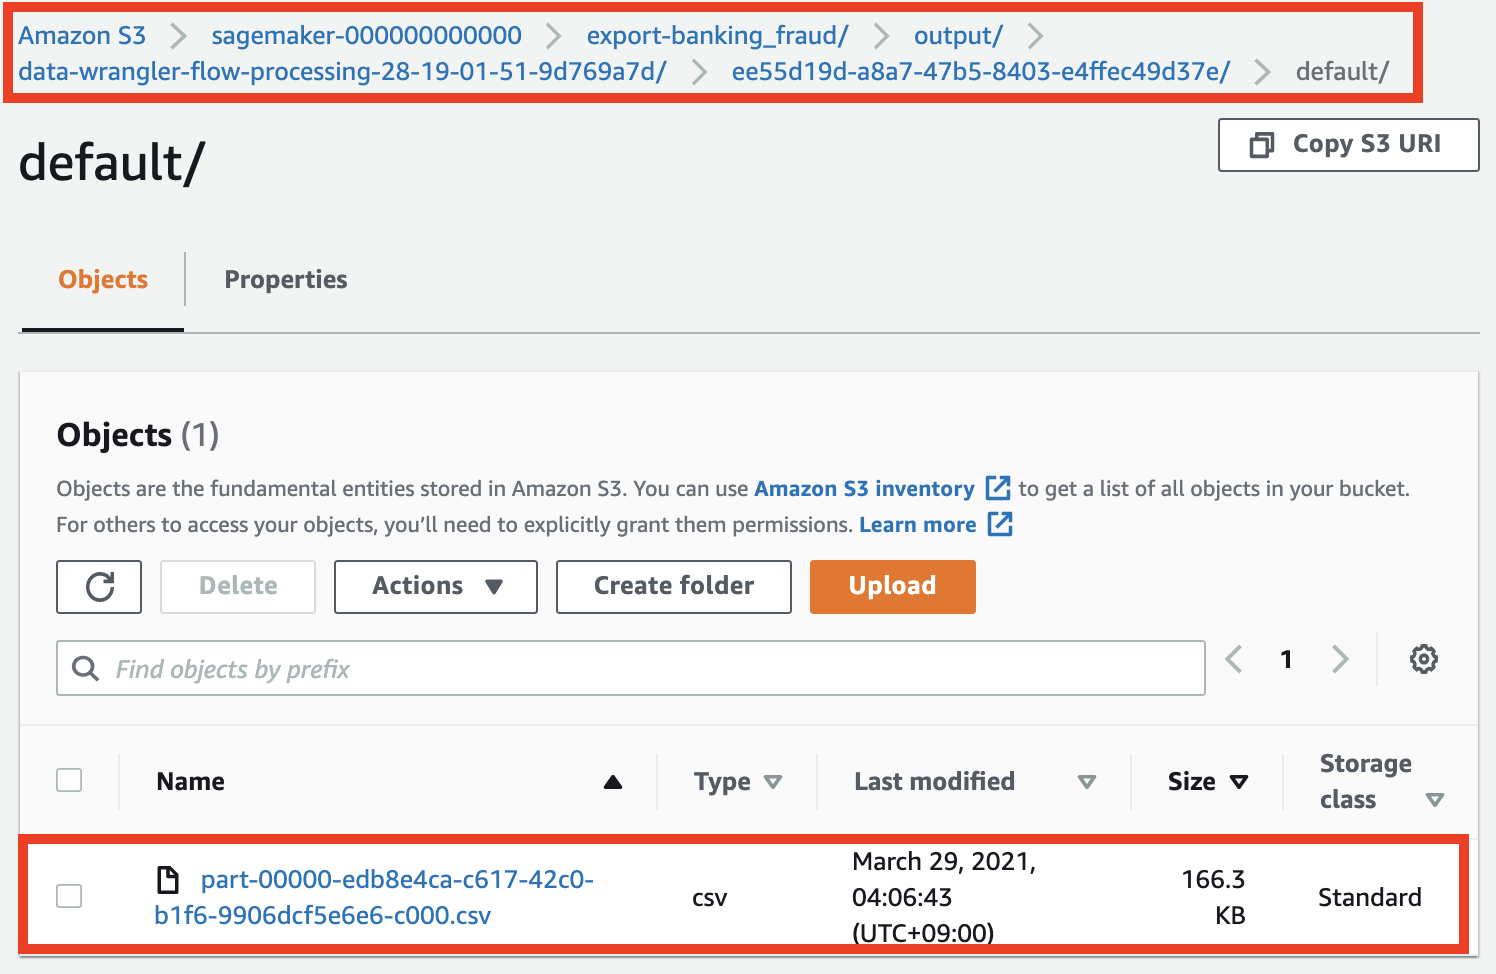 Amazon S3 sagemaker-000000000000 export-banking_fraud/ output/
data-wrangler-flow-processing-28-19-01-51-9d769a7d/ ee55d19d-a8a7-47b5-8403-e4ffec49d37e/ default/
default/
Copy S3 URI
Objects Properties
Objects (1)
Objects are the fundamental entities stored in Amazon S3. You can use Amazon S3 inventory to get a list of all objects in your bucket.
For others to access your objects, you'll need to explicitly grant them permissions. Learn more
Delete Actions Create folder Upload
Find objects by prefix 1
Name Type Last modified Size Storage class
part-00000-edb8e4ca-c617-42c0-
b1f6-9906dcf5e6e6-c000.csv
csv
March 29, 2021,
04:06:43
(UTC+09:00)
166.3
KB
Standard